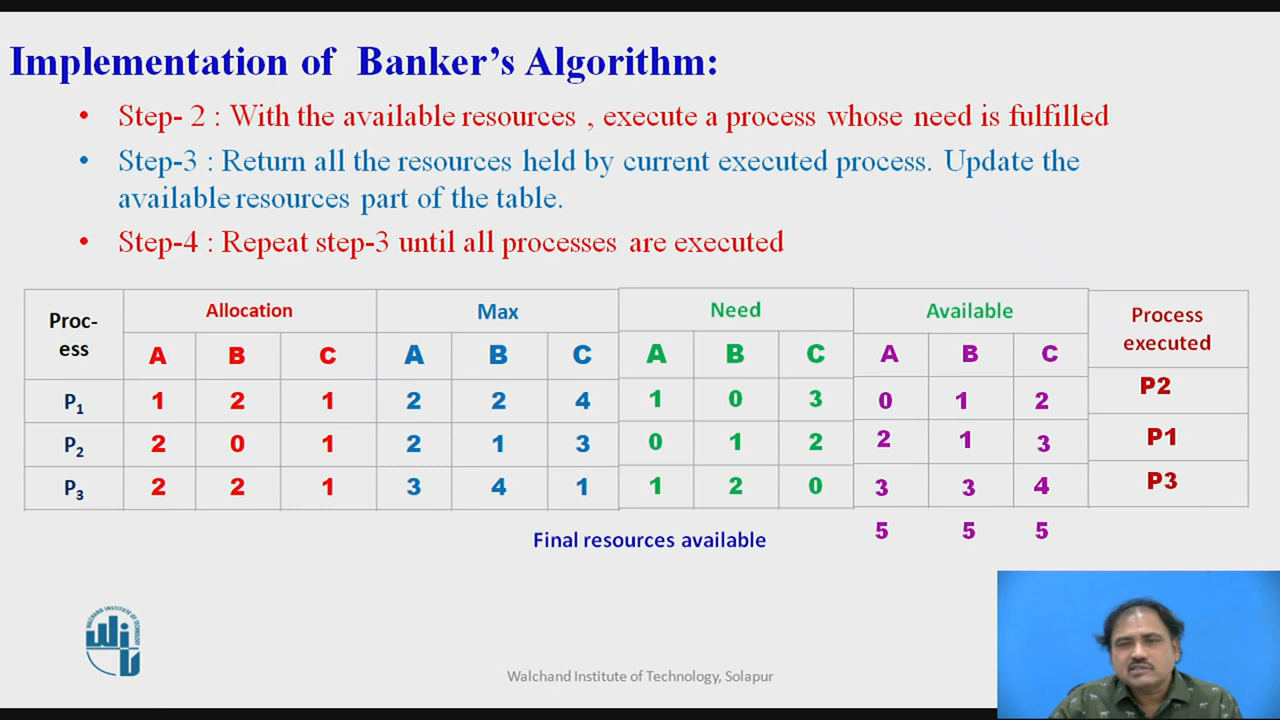 Implementation of Banker's Algorithm:
• Step- 2 : With the available resources , execute a process whose need is fulfilled
• Step-3 : Return all the resources held by current executed process. Update the
available resources part of the table.
• Step-4 : Repeat step-3 until all processes are executed
Proc-ess Allocation Max Need Available Process executed
A B C A B C A B C A B C
P1 1 2 1 2 2 4 1 0 3 0 1 2 P2
P2 2 0 1 2 1 3 0 1 2 2 1 3 P1
P3 2 2 1 3 4 1 1 2 0 3 3 4 P3
Final resources available 5 5 5
WALCHAND INSTITUTE OF TECHNOLOGY
WIT
Walchand Institute of Technology, Solapur